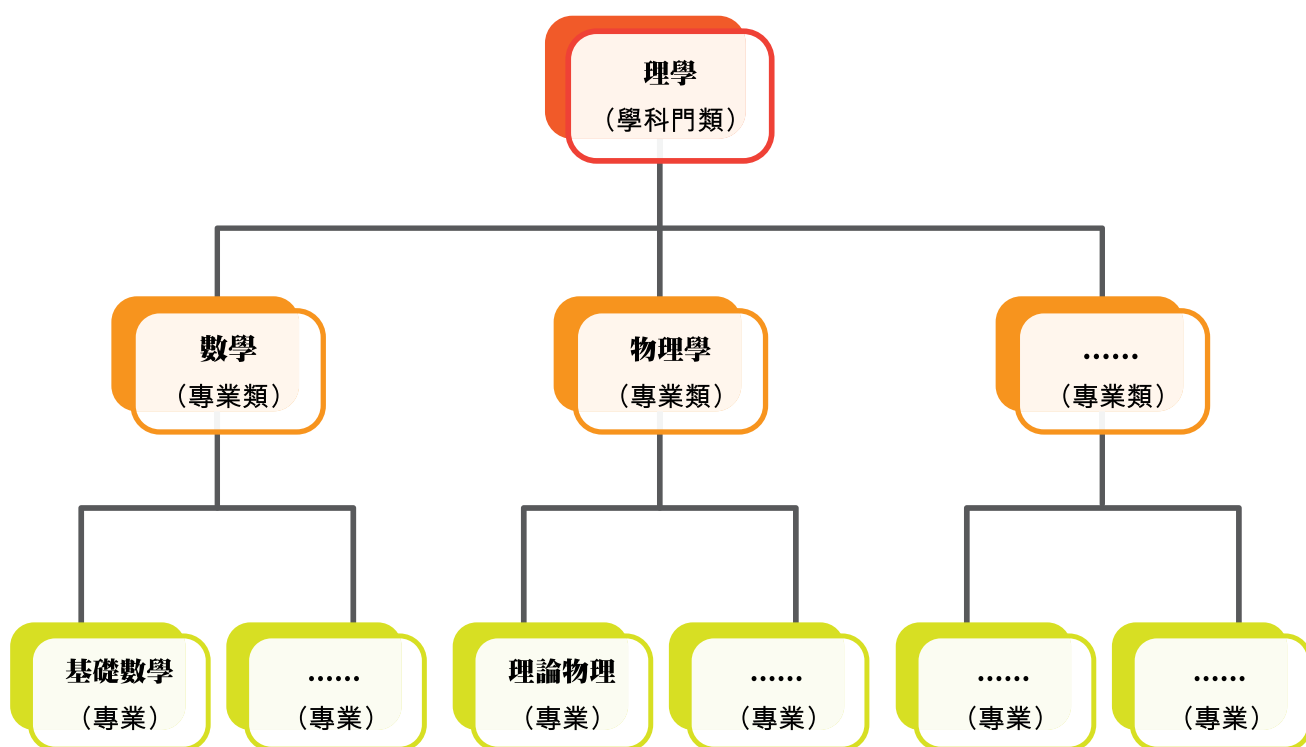 理學
（學科門類）
數學
（專業類）
物理學
（專業類）
……
（專業類）
基礎數學
（專業）
……
（專業）
理論物理
（專業）
……
（專業）
……
（專業）
……
（專業）